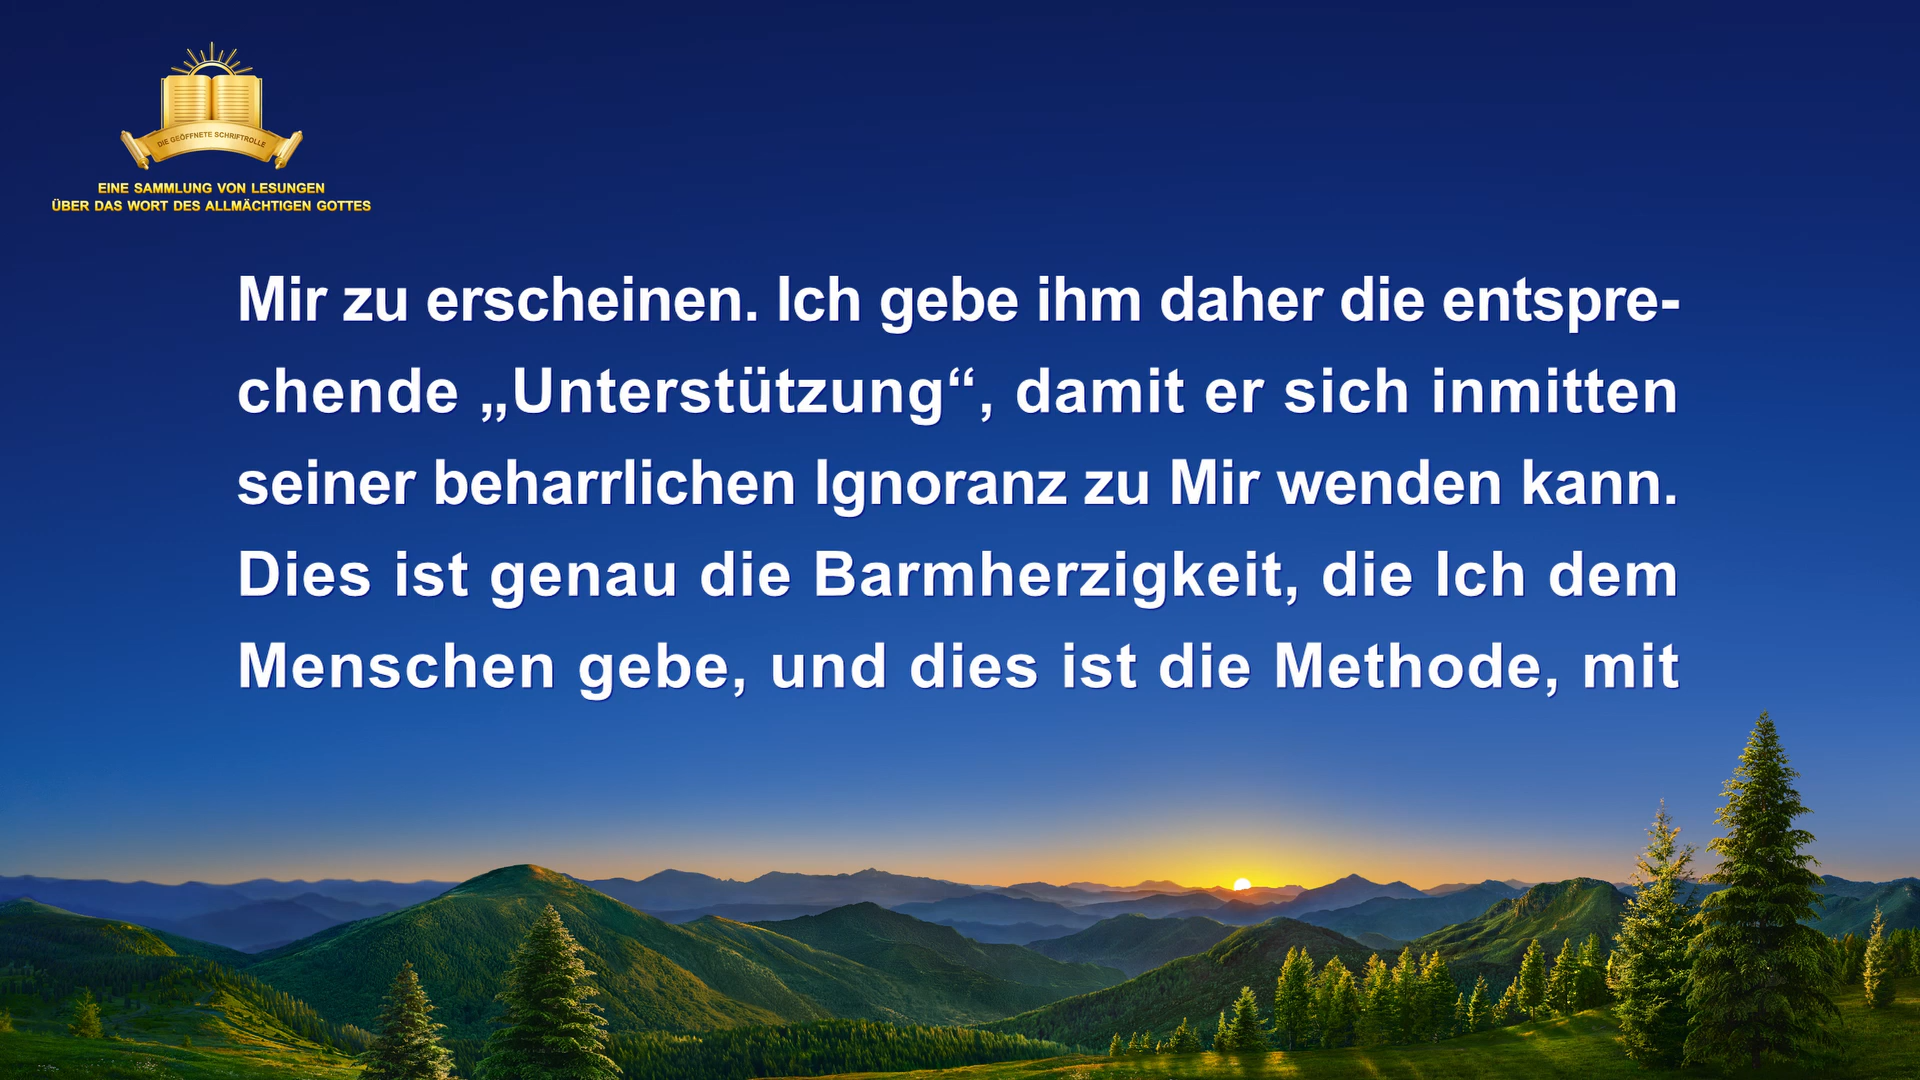 DIE GEÖFFNETE SCHRIFTROLLE
EINE SAMMLUNG VON LESUNGEN
ÜBER DAS WORT DES ALLMÄCHTIGEN GOTTES
Mir zu erscheinen. Ich gebe ihm daher die entspre-
chende „Unterstützung“, damit er sich inmitten
seiner beharrlichen Ignoranz zu Mir wenden kann.
Dies ist genau die Barmherzigkeit, die Ich dem
Menschen gebe, und dies ist die Methode, mit